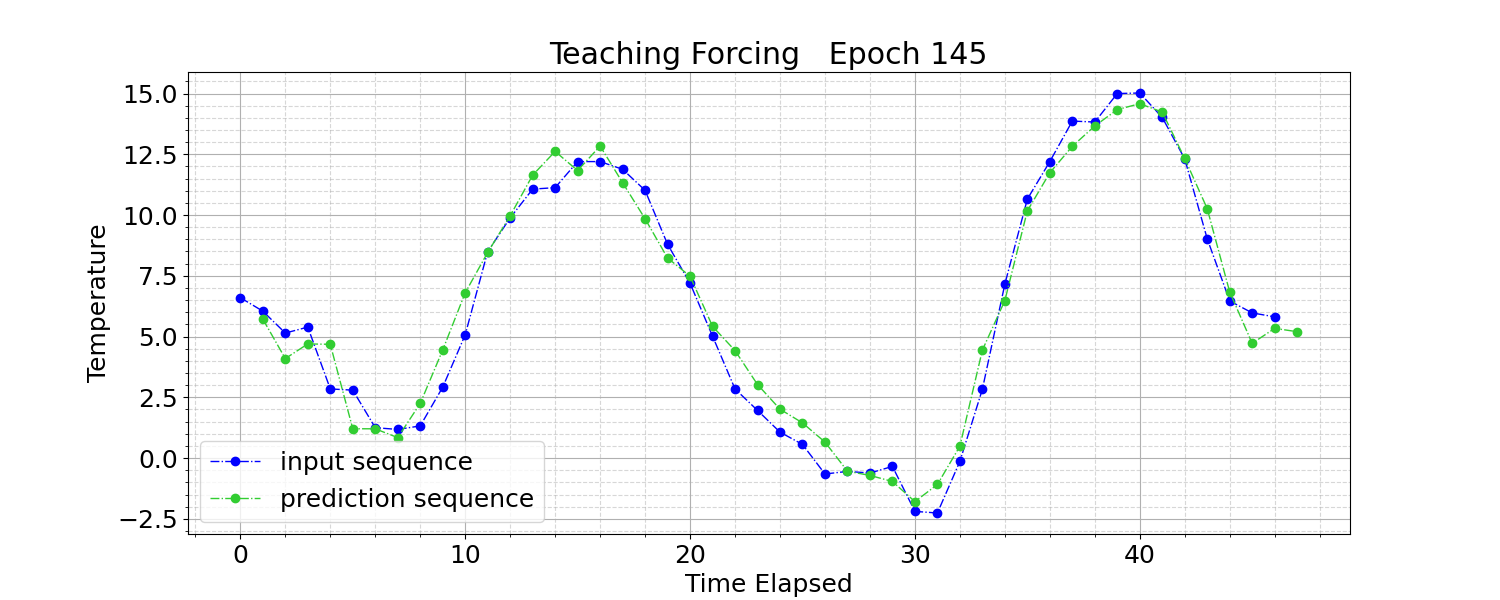 Teaching Forcing   Epoch 145
15.0
12.5
10.0
7.5
5.0
2.5
0.0
−2.5
Temperature
input sequence
prediction sequence
0 10 20 30 40
Time Elapsed